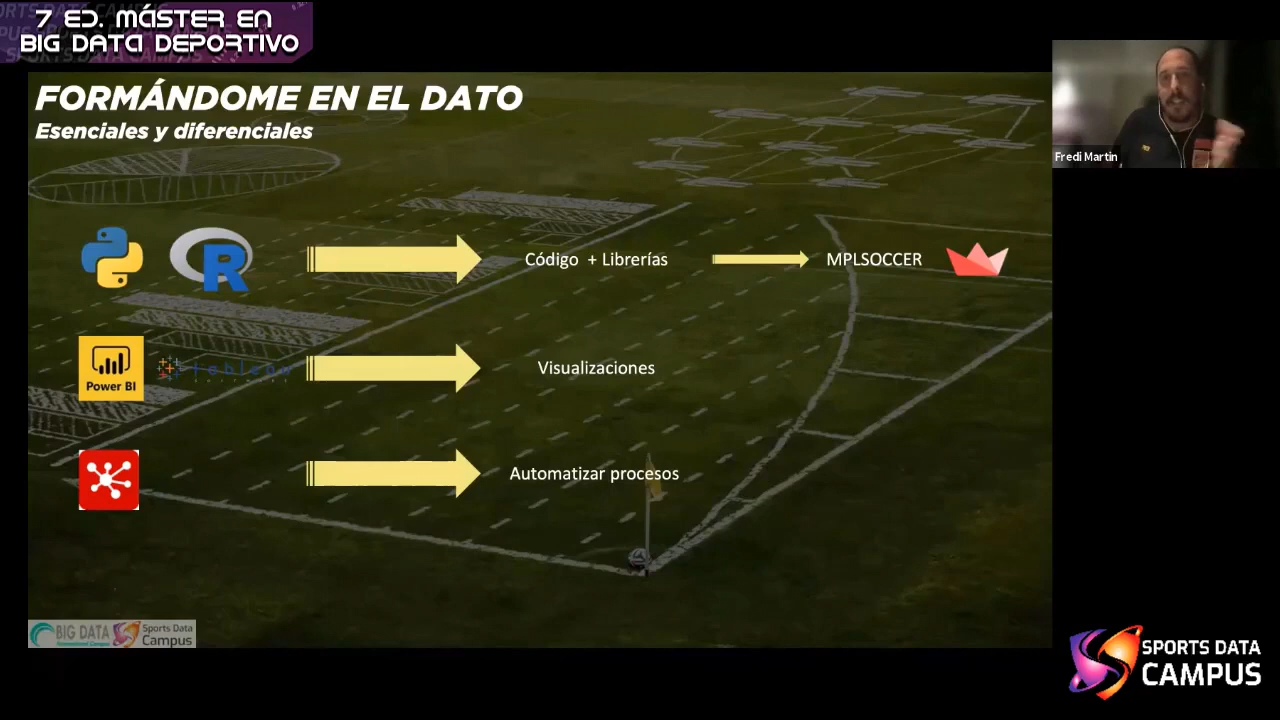 7 ED. MÁSTER EN
BIG DATA DEPORTIVO
FORMÁNDOME EN EL DATO
Esenciales y diferenciales
Fredi Martin
R
Código + Librerías
MPLSOCCER
Power BI
tableau
Visualizaciones
Automatizar procesos
BIG DATA
Sports Data
Campus
SPORTS DATA
CAMPUS